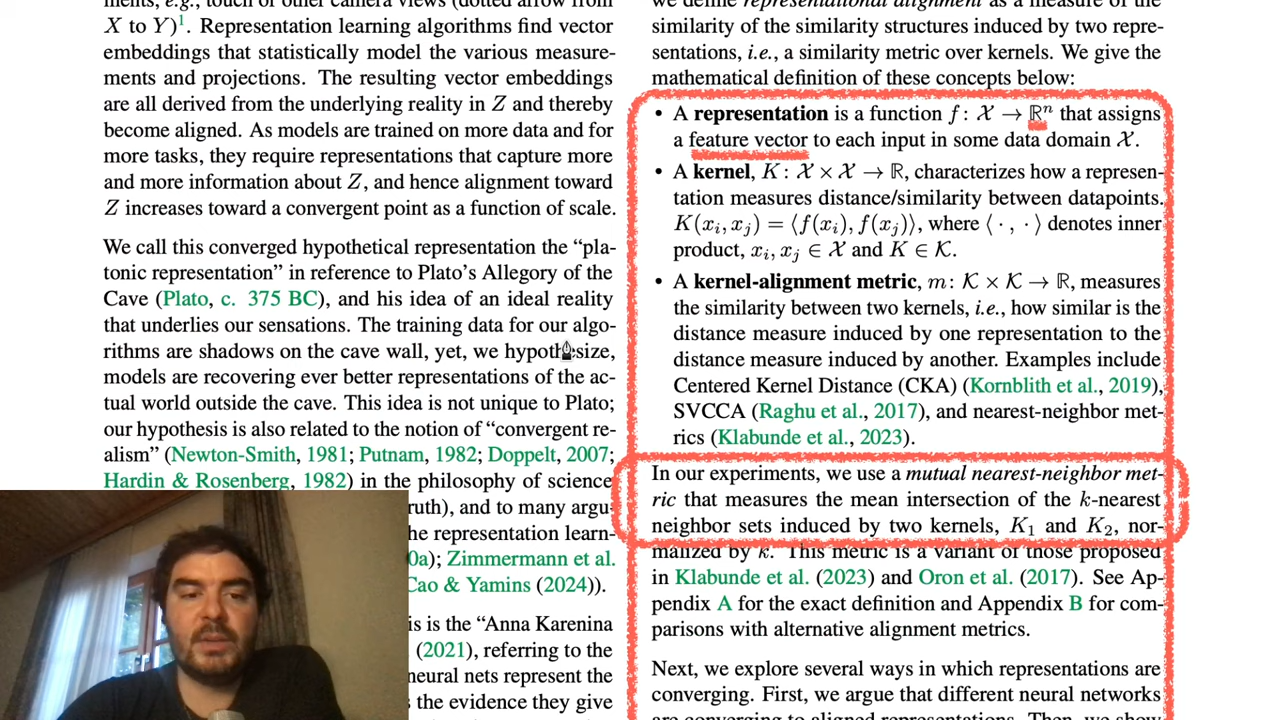 ments, e.g., touch or other camera views (dotted arrow from
X to Y)¹. Representation learning algorithms find vector
embeddings that statistically model the various measure-
ments and projections. The resulting vector embeddings
are all derived from the underlying reality in Z and thereby
become aligned. As models are trained on more data and for
more tasks, they require representations that capture more
and more information about Z, and hence alignment toward
Z increases toward a convergent point as a function of scale.
We call this converged hypothetical representation the “pla-
tonic representation” in reference to Plato’s Allegory of the
Cave (Plato, c. 375 BC), and his idea of an ideal reality
that underlies our sensations. The training data for our algo-
rithms are shadows on the cave wall, yet, we hypothesize,
models are recovering ever better representations of the ac-
tual world outside the cave. This idea is not unique to Plato;
our hypothesis is also related to the notion of “convergent re-
alism” (Newton-Smith, 1981; Putnam, 1982; Doppelt, 2007;
Hardin & Rosenberg, 1982) in the philosophy of science
ruth), and to many argu-
he representation learn-
0a); Zimmermann et al.
Cao & Yamins (2024)).
is is the “Anna Karenina
(2021), referring to the
neural nets represent the
the evidence they give
we define representational alignment as a measure of the
similarity of the similarity structures induced by two repre-
sentations, i.e., a similarity metric over kernels. We give the
mathematical definition of these concepts below:
• A representation is a function f : 𝒳 → ℝⁿ that assigns
a feature vector to each input in some data domain 𝒳.
• A kernel, K : 𝒳 × 𝒳 → ℝ, characterizes how a represen-
tation measures distance/similarity between datapoints.
K(xᵢ, xⱼ) = ⟨f(xᵢ), f(xⱼ)⟩, where ⟨ · , · ⟩ denotes inner
product, xᵢ, xⱼ ∈ 𝒳 and K ∈ 𝒦.
• A kernel-alignment metric, m : 𝒦 × 𝒦 → ℝ, measures
the similarity between two kernels, i.e., how similar is the
distance measure induced by one representation to the
distance measure induced by another. Examples include
Centered Kernel Distance (CKA) (Kornblith et al., 2019),
SVCCA (Raghu et al., 2017), and nearest-neighbor met-
rics (Klabunde et al., 2023).
In our experiments, we use a mutual nearest-neighbor met-
ric that measures the mean intersection of the k-nearest
neighbor sets induced by two kernels, K₁ and K₂, nor-
malized by k. This metric is a variant of those proposed
in Klabunde et al. (2023) and Oron et al. (2017). See Ap-
pendix A for the exact definition and Appendix B for com-
parisons with alternative alignment metrics.
Next, we explore several ways in which representations are
converging. First, we argue that different neural networks
are converging to aligned representations. Then, we show